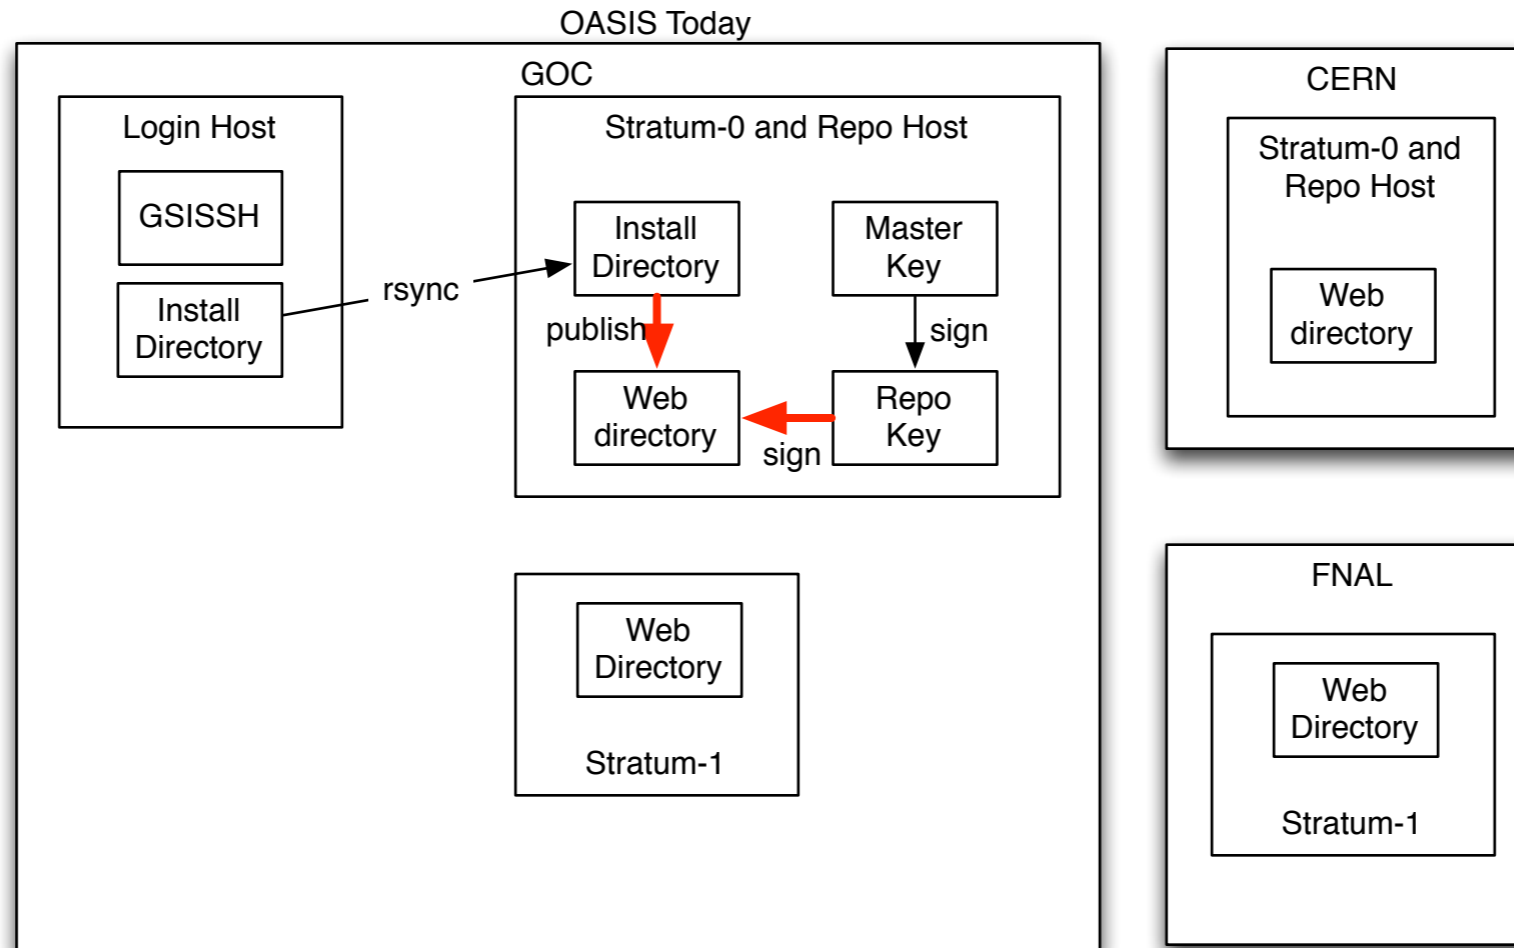 OASIS Today
GOC
Login Host
GSISSH
Install
Directory
rsync
Stratum-0 and Repo Host
Install
Directory
Master
Key
publish
sign
Web
directory
Repo
Key
sign
Web
Directory
Stratum-1
CERN
Stratum-0 and
Repo Host
Web
directory
FNAL
Web
Directory
Stratum-1